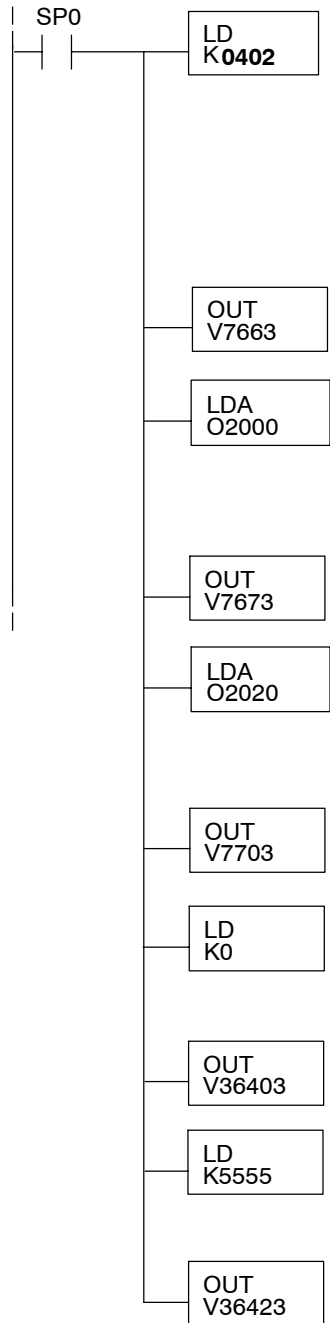 SP0
LD
K0402
OUT
V7663
LDA
O2000
OUT
V7673
LDA
O2020
OUT
V7703
LD
K0
OUT
V36403
LD
K5555
OUT
V36423